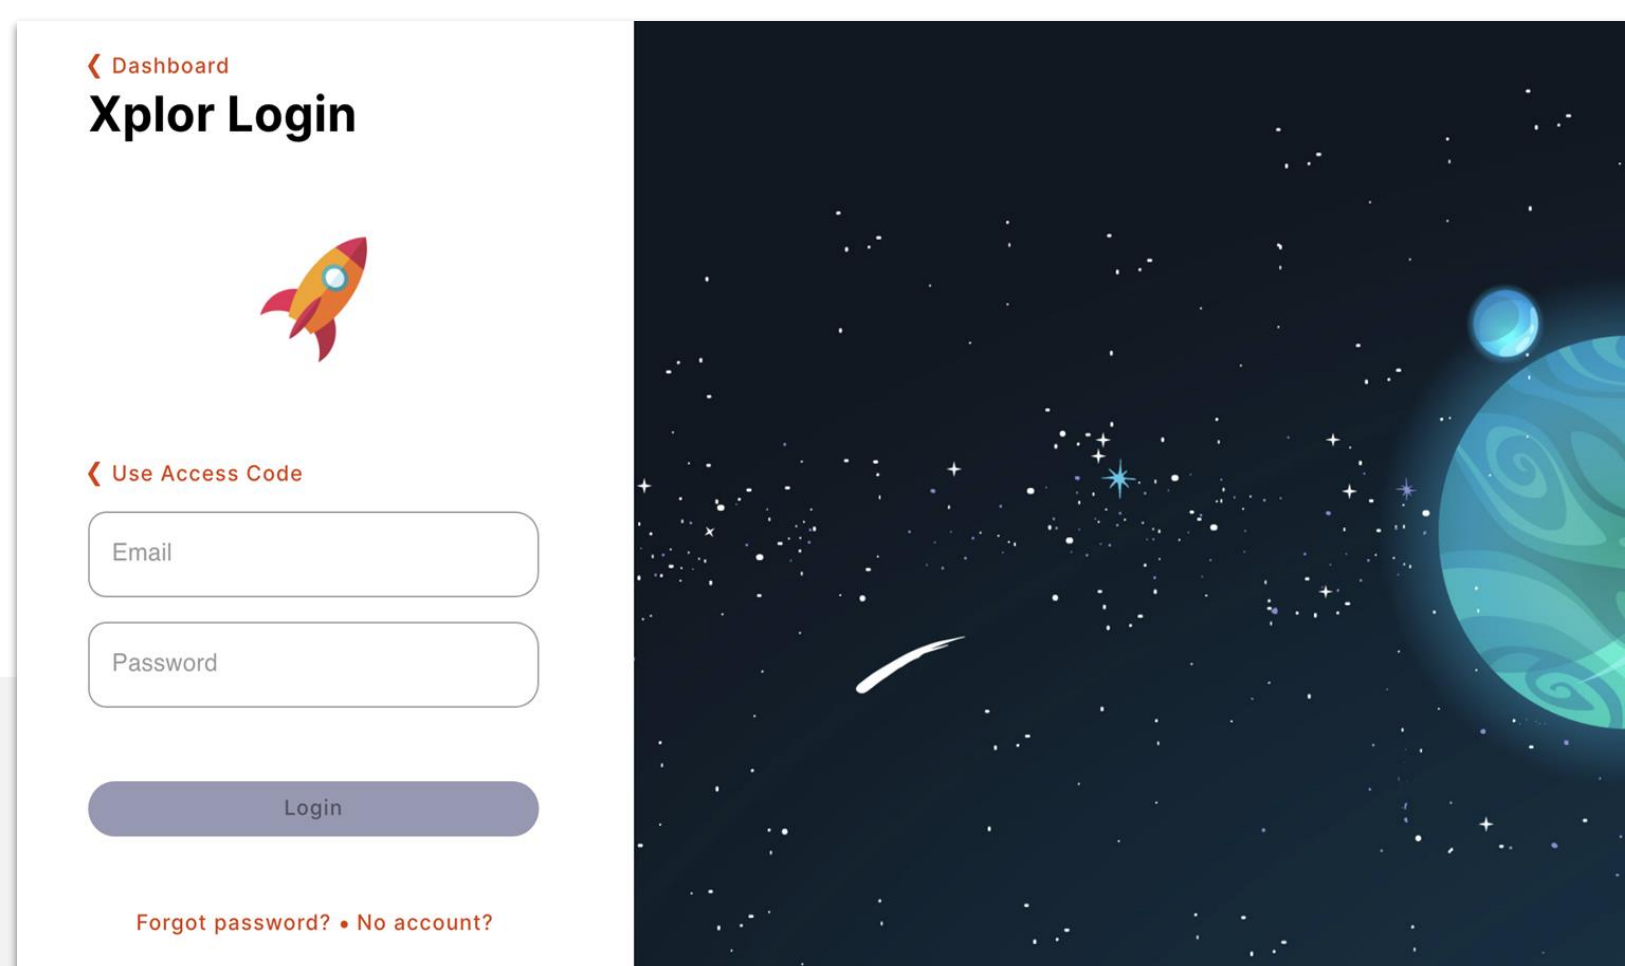 ❮ Dashboard
Xplor Login
❮ Use Access Code
Email
Password
Login
Forgot password? • No account?